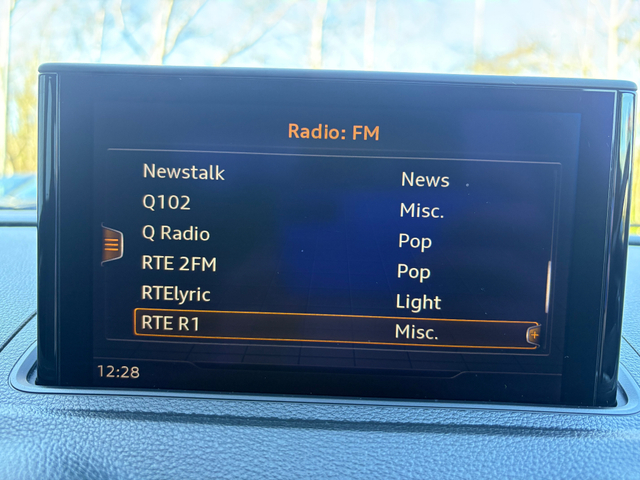 Radio: FM
Newstalk News
Q102 Misc.
Q Radio Pop
RTE 2FM Pop
RTElyric Light
RTE R1 Misc.
12:28